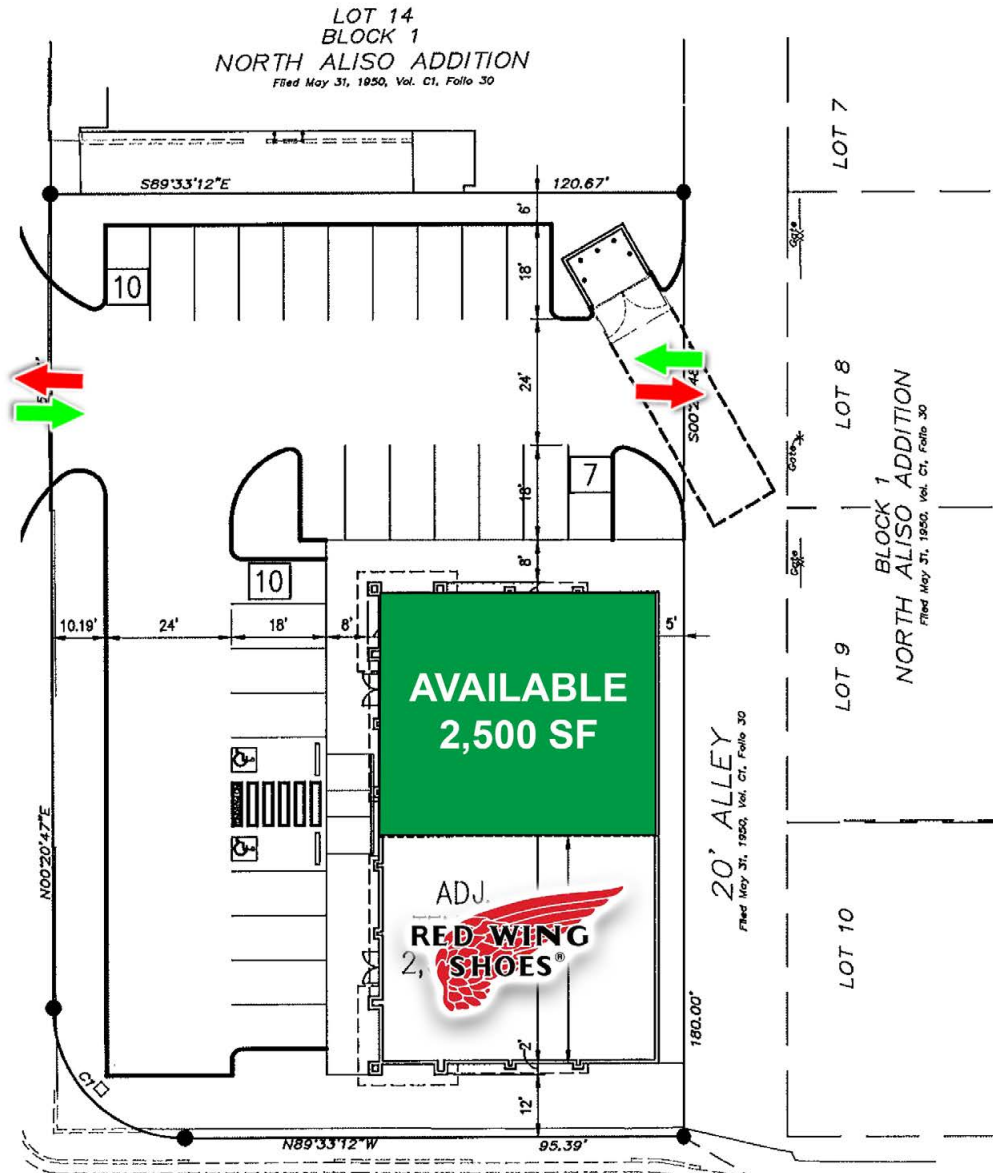 LOT 14
BLOCK 1
NORTH ALISO ADDITION
Filed May 31, 1950, Vol. C1, Folio 30
S89°33'12"E
120.67'
6'
18'
10
24'
18'
7
8'
10
10.19'
24'
18'
8'
5'
AVAILABLE
2,500 SF
ADJ.
RED WING
SHOES®
2,
2'
12'
N00°20'47"E
C1
N89°33'12"W
95.39'
180.00'
20' ALLEY
Filed May 31, 1950, Vol. C1, Folio 30
Gate
Gate
Gate
LOT 7
LOT 8
LOT 9
LOT 10
BLOCK 1
NORTH ALISO ADDITION
Filed May 31, 1950, Vol. C1, Folio 30